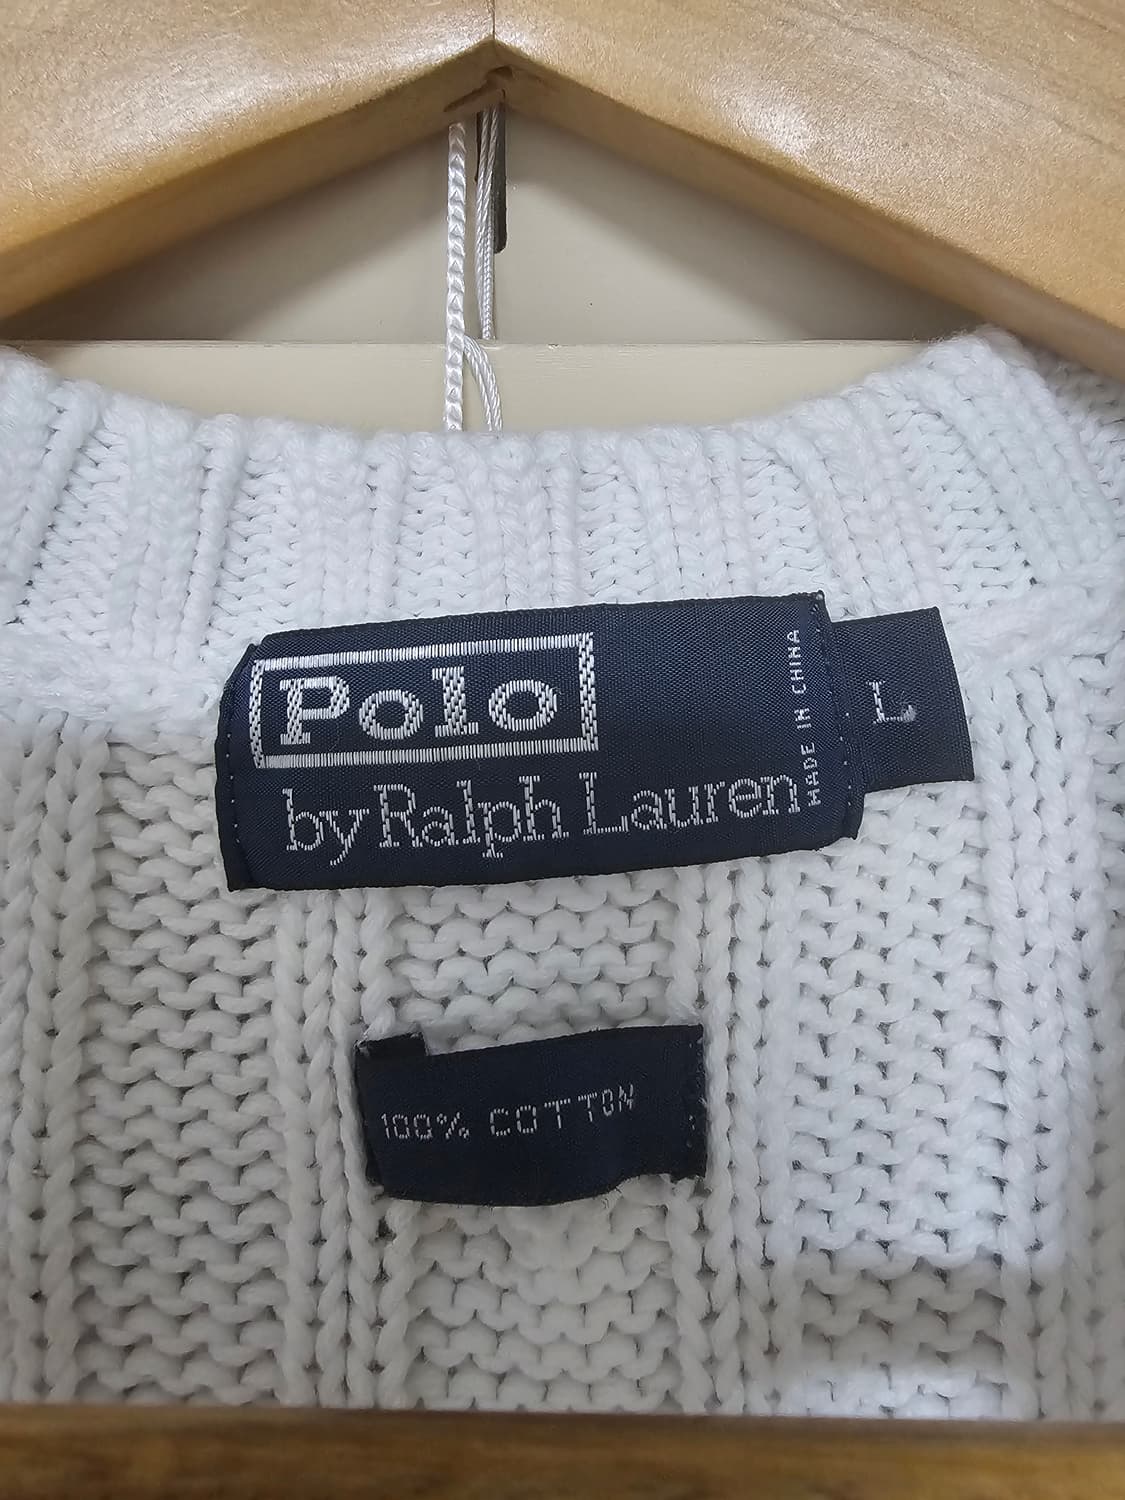 Polo
by Ralph Lauren
MADE IN CHINA
L
100% COTTON